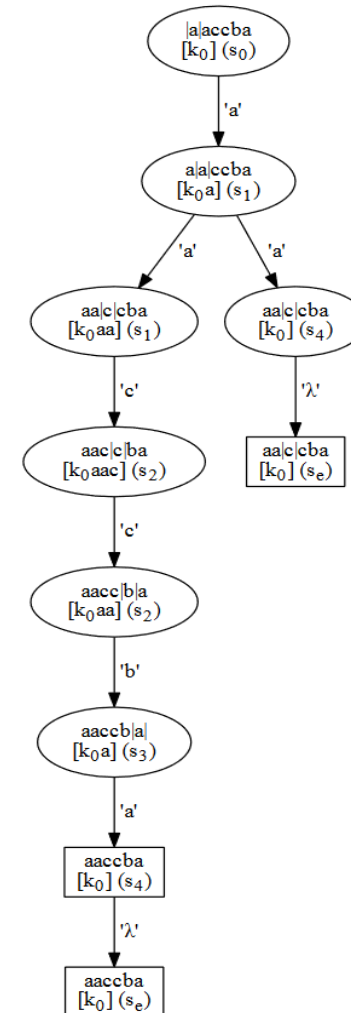 |a|accba
[k₀] (s₀)
'a'
a|a|ccba
[k₀a] (s₁)
'a'
'a'
aa|c|cba
[k₀aa] (s₁)
aa|c|cba
[k₀] (s₄)
'c'
'λ'
aac|c|ba
[k₀aac] (s₂)
aa|c|cba
[k₀] (sₑ)
'c'
aacc|b|a
[k₀aa] (s₂)
'b'
aaccb|a|
[k₀a] (s₃)
'a'
aaccba
[k₀] (s₄)
'λ'
aaccba
[k₀] (sₑ)